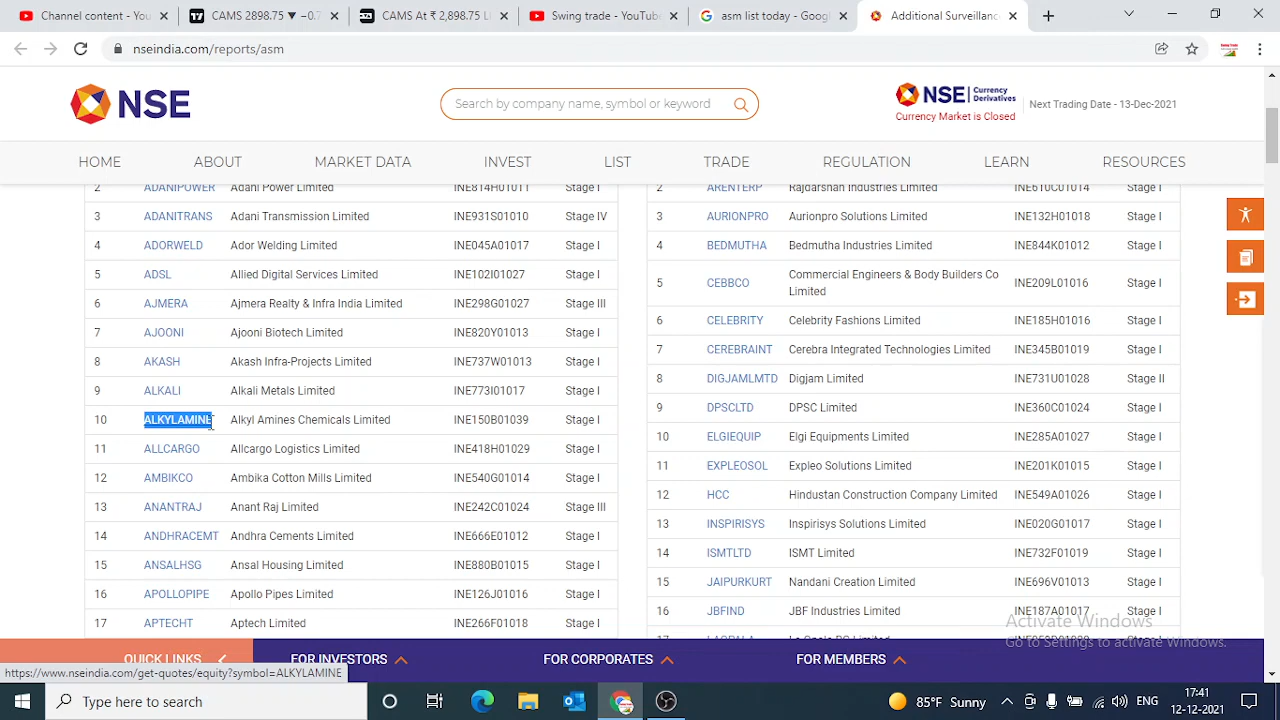 Content - YouTube
CAMS 2898.75 ▼ −0.7
CAMS At ₹ 2,898.75 L
Swing trade - YouTube
asm list today - Google
Additional Surveillanc
nseindia.com/reports/asm
NSE
Search by company name, symbol or keyword
NSE Currency Derivatives
Currency Market is Closed
Next Trading Date - 13-Dec-2021
HOME ABOUT MARKET DATA INVEST LIST TRADE REGULATION LEARN RESOURCES
2 ADANIPOWER Adani Power Limited INE814H01011 Stage I
3 ADANITRANS Adani Transmission Limited INE931S01010 Stage IV
4 ADORWELD Ador Welding Limited INE045A01017 Stage I
5 ADSL Allied Digital Services Limited INE102I01027 Stage I
6 AJMERA Ajmera Realty & Infra India Limited INE298G01027 Stage III
7 AJOONI Ajooni Biotech Limited INE820Y01013 Stage I
8 AKASH Akash Infra-Projects Limited INE737W01013 Stage I
9 ALKALI Alkali Metals Limited INE773I01017 Stage I
10 ALKYLAMINE Alkyl Amines Chemicals Limited INE150B01039 Stage I
11 ALLCARGO Allcargo Logistics Limited INE418H01029 Stage I
12 AMBIKCO Ambika Cotton Mills Limited INE540G01014 Stage I
13 ANANTRAJ Anant Raj Limited INE242C01024 Stage III
14 ANDHRACEMT Andhra Cements Limited INE666E01012 Stage I
15 ANSALHSG Ansal Housing Limited INE880B01015 Stage I
16 APOLLOPIPE Apollo Pipes Limited INE126J01016 Stage I
17 APTECHT Aptech Limited INE266F01018 Stage I
2 ARENTERP Rajdarshan Industries Limited INE610C01014 Stage I
3 AURIONPRO Aurionpro Solutions Limited INE132H01018 Stage I
4 BEDMUTHA Bedmutha Industries Limited INE844K01012 Stage I
5 CEBBCO Commercial Engineers & Body Builders Co Limited INE209L01016 Stage I
6 CELEBRITY Celebrity Fashions Limited INE185H01016 Stage I
7 CEREBRAINT Cerebra Integrated Technologies Limited INE345B01019 Stage I
8 DIGJAMLMTD Digjam Limited INE731U01028 Stage II
9 DPSCLTD DPSC Limited INE360C01024 Stage I
10 ELGIEQUIP Elgi Equipments Limited INE285A01027 Stage I
11 EXPLEOSOL Expleo Solutions Limited INE201K01015 Stage I
12 HCC Hindustan Construction Company Limited INE549A01026 Stage I
13 INSPIRISYS Inspirisys Solutions Limited INE020G01017 Stage I
14 ISMTLTD ISMT Limited INE732F01019 Stage I
15 JAIPURKURT Nandani Creation Limited INE696V01013 Stage I
16 JBFIND JBF Industries Limited INE187A01017 Stage I
Activate Windows
Go to Settings to activate Windows.
QUICK LINKS FOR INVESTORS FOR CORPORATES FOR MEMBERS
https://www.nseindia.com/get-quotes/equity?symbol=ALKYLAMINE
Type here to search
85°F Sunny
ENG
17:41
12-12-2021